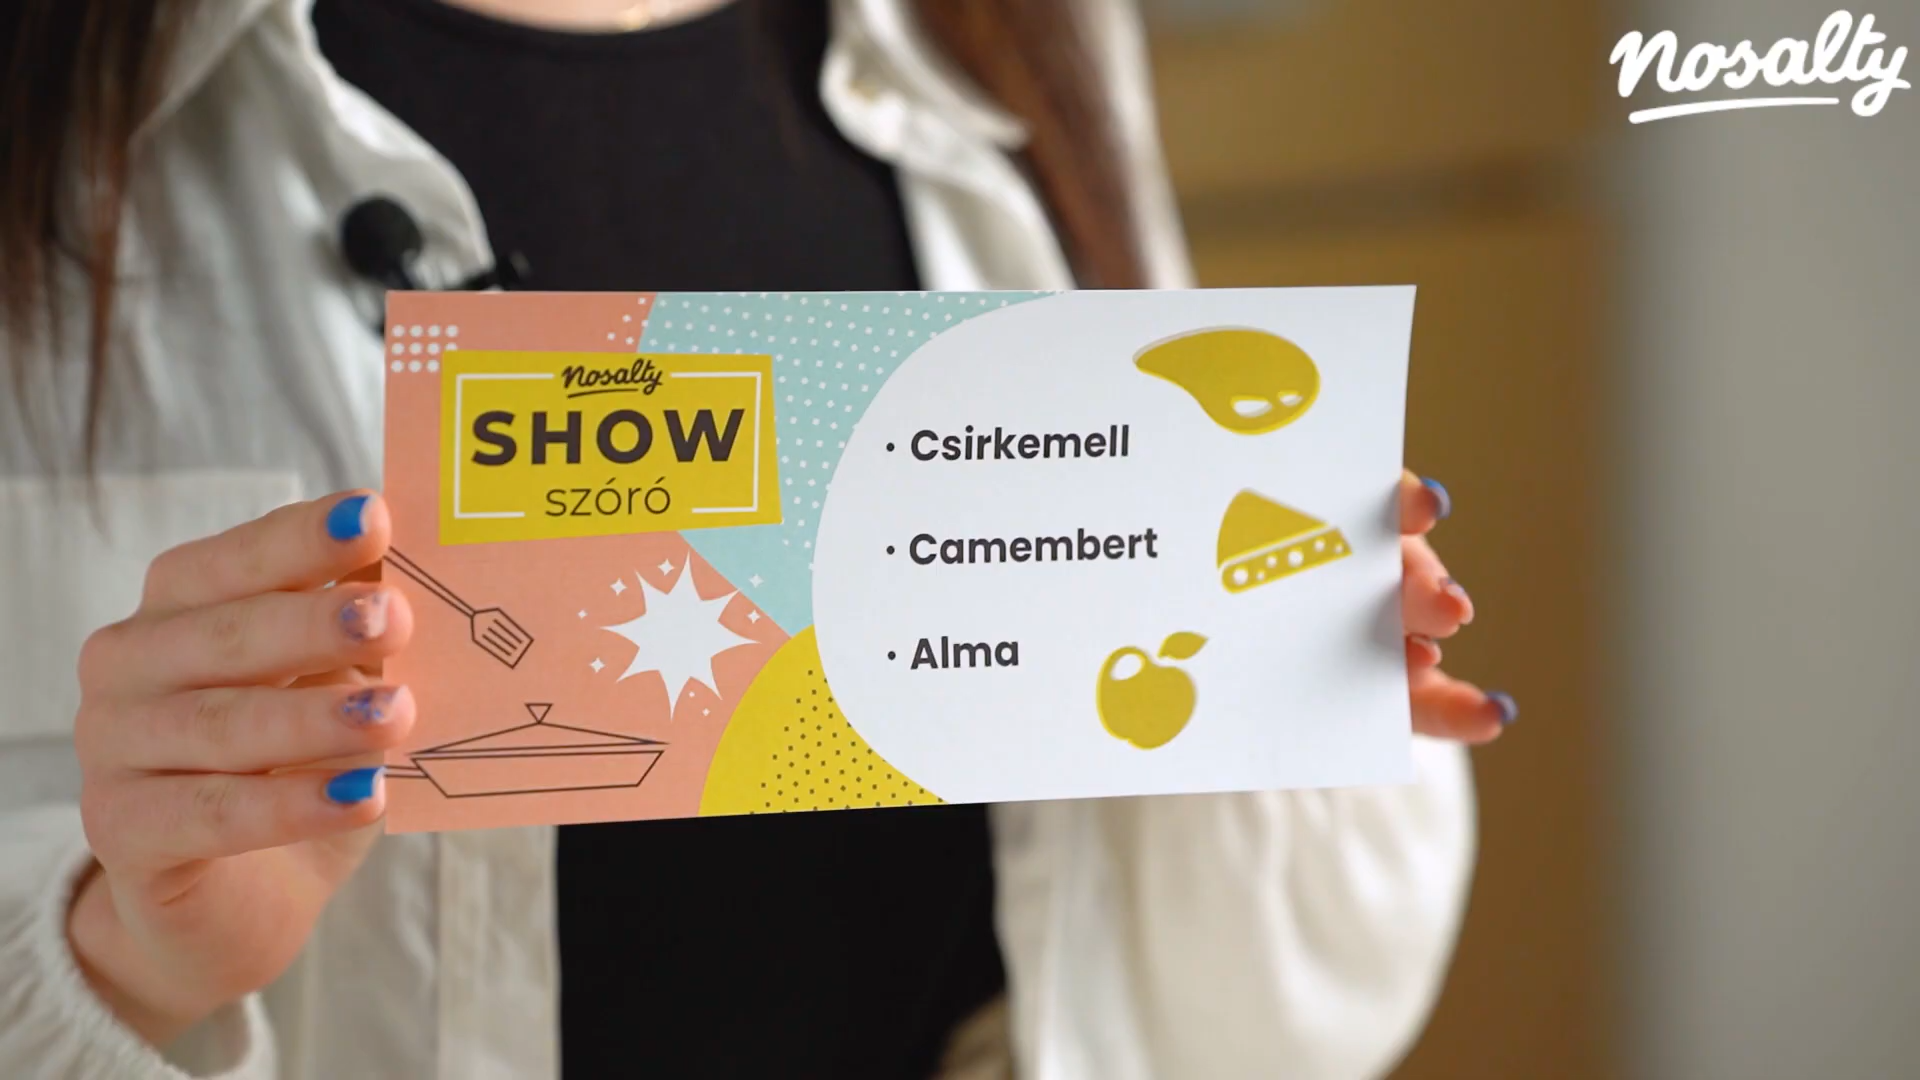 nosalty
nosalty
SHOW
szóró
• Csirkemell
• Camembert
• Alma